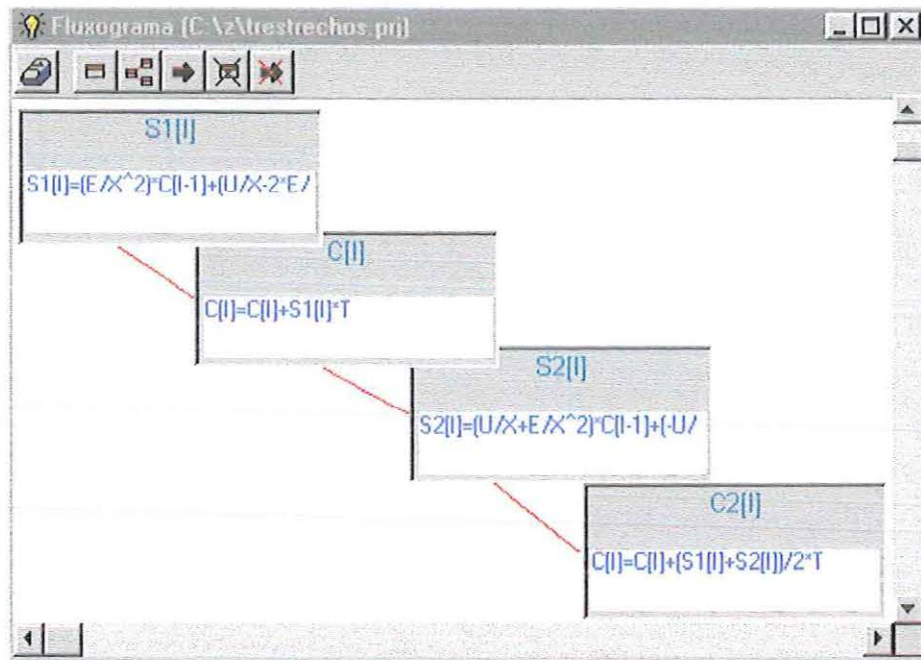 Fluxograma (C:\z\trestrechos.prj)
S1[I]
S1[I]=(E/X^2)*C[I-1]+(U/X-2*E/
C[I]
C[I]=C[I]+S1[I]*T
S2[I]
S2[I]=(U/X+E/X^2)*C[I-1]+(-U/
C2[I]
C[I]=C[I]+(S1[I]+S2[I])/2*T